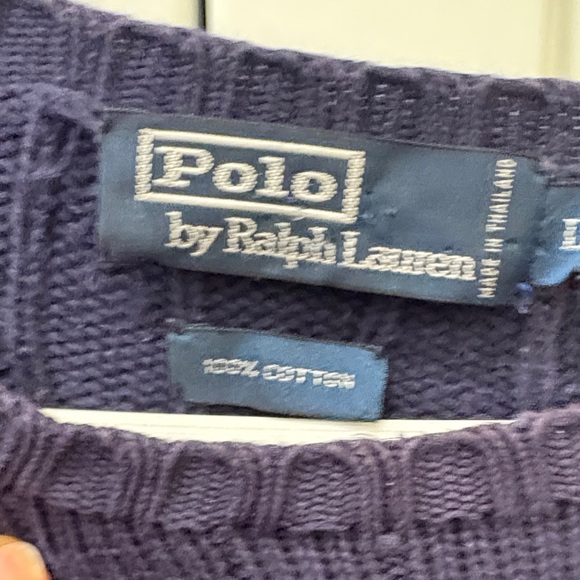 Polo
by Ralph Lauren
MADE IN THAILAND
L
100% COTTON